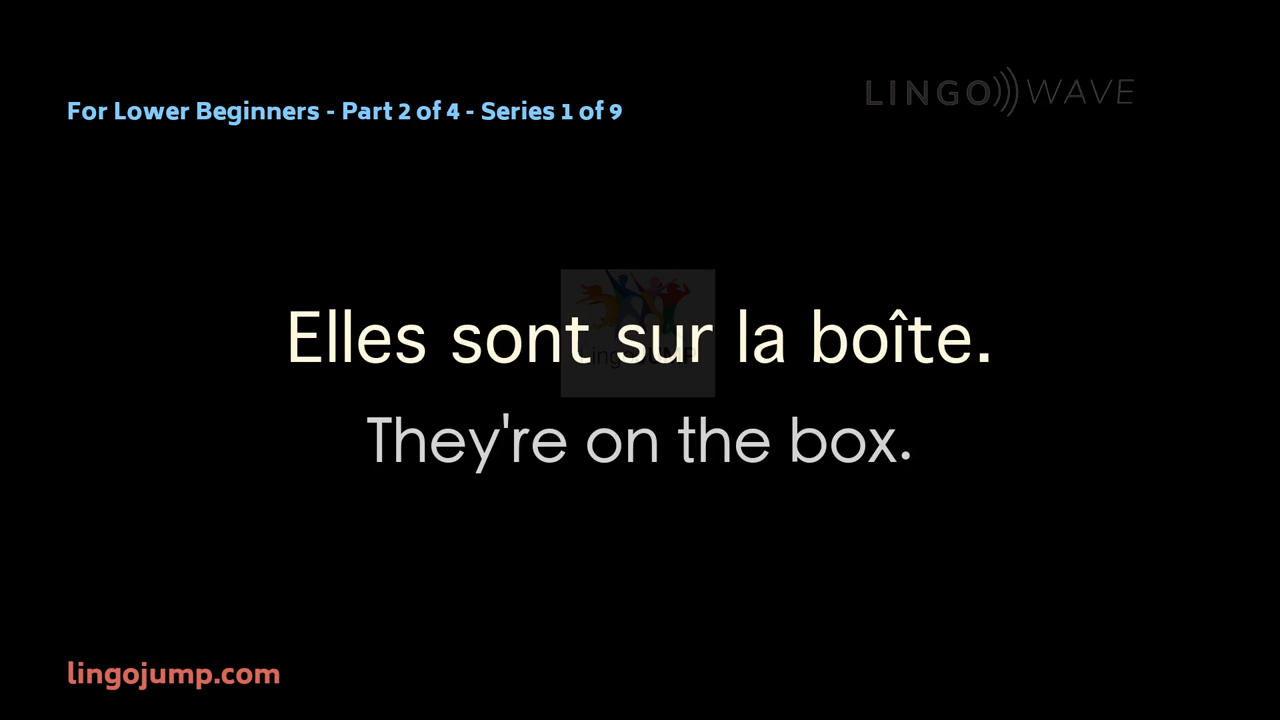 For Lower Beginners - Part 2 of 4 - Series 1 of 9
LINGO WAVE
Elles sont sur la boîte.
They're on the box.
lingojump.com